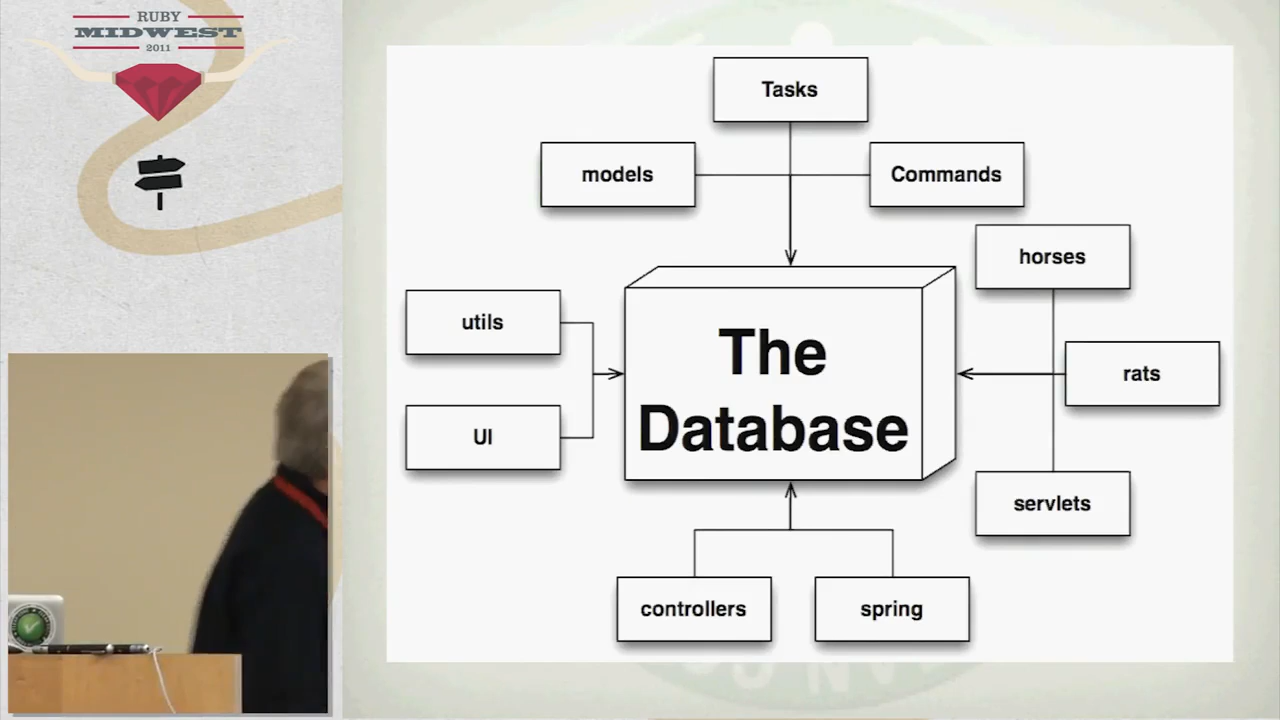 RUBY
MIDWEST
2011
Tasks
models
Commands
horses
utils
The
Database
rats
UI
servlets
controllers
spring